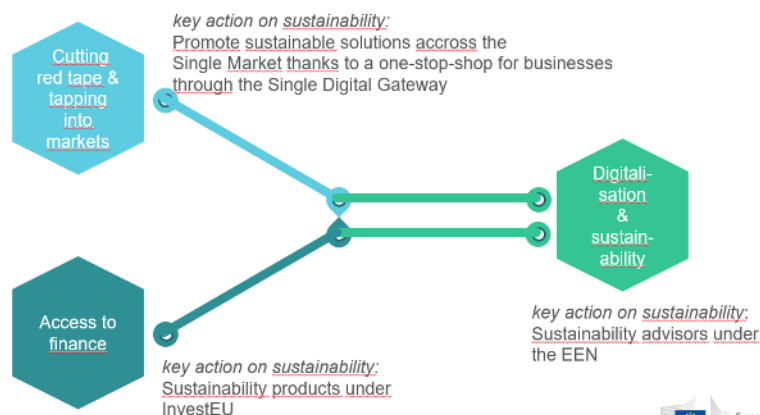 key action on sustainability:
Promote sustainable solutions accross the
Single Market thanks to a one-stop-shop for businesses
through the Single Digital Gateway
Cutting
red tape &
tapping
into
markets
Digitali-
sation
&
sustain-
ability
Access to
finance
key action on sustainability:
Sustainability advisors under
the EEN
key action on sustainability:
Sustainability products under
InvestEU